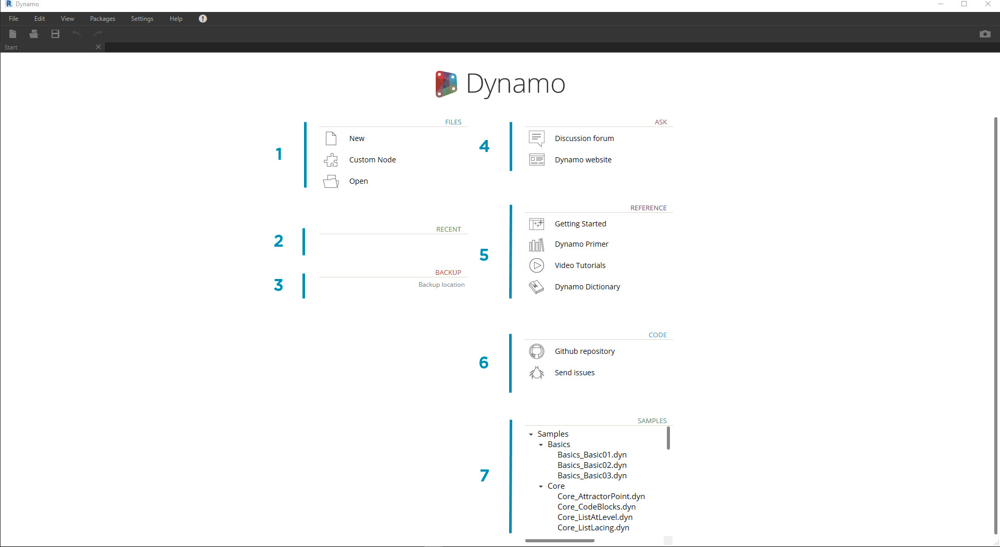 Dynamo
File Edit View Packages Settings Help
Start
Dynamo
1
FILES
New
Custom Node
Open
2
RECENT
3
BACKUP
Backup location
4
ASK
Discussion forum
Dynamo website
5
REFERENCE
Getting Started
Dynamo Primer
Video Tutorials
Dynamo Dictionary
6
CODE
Github repository
Send issues
7
SAMPLES
Samples
Basics
Basics_Basic01.dyn
Basics_Basic02.dyn
Basics_Basic03.dyn
Core
Core_AttractorPoint.dyn
Core_CodeBlocks.dyn
Core_ListAtLevel.dyn
Core_ListLacing.dyn